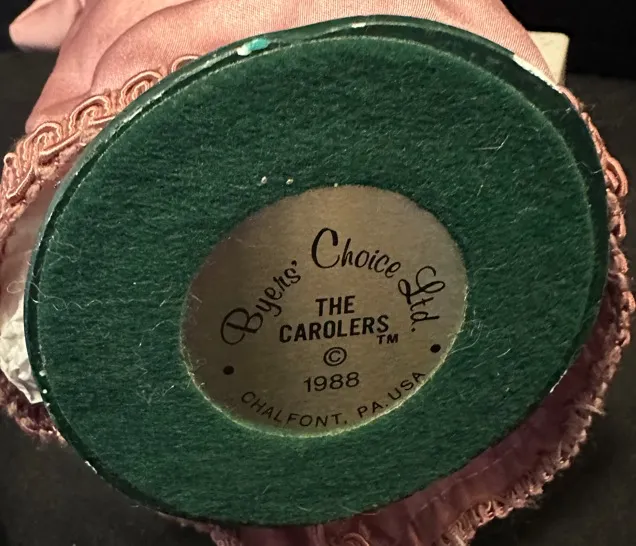 Byers' Choice Ltd.
THE
CAROLERS™
©
1988
• CHALFONT, PA. USA •